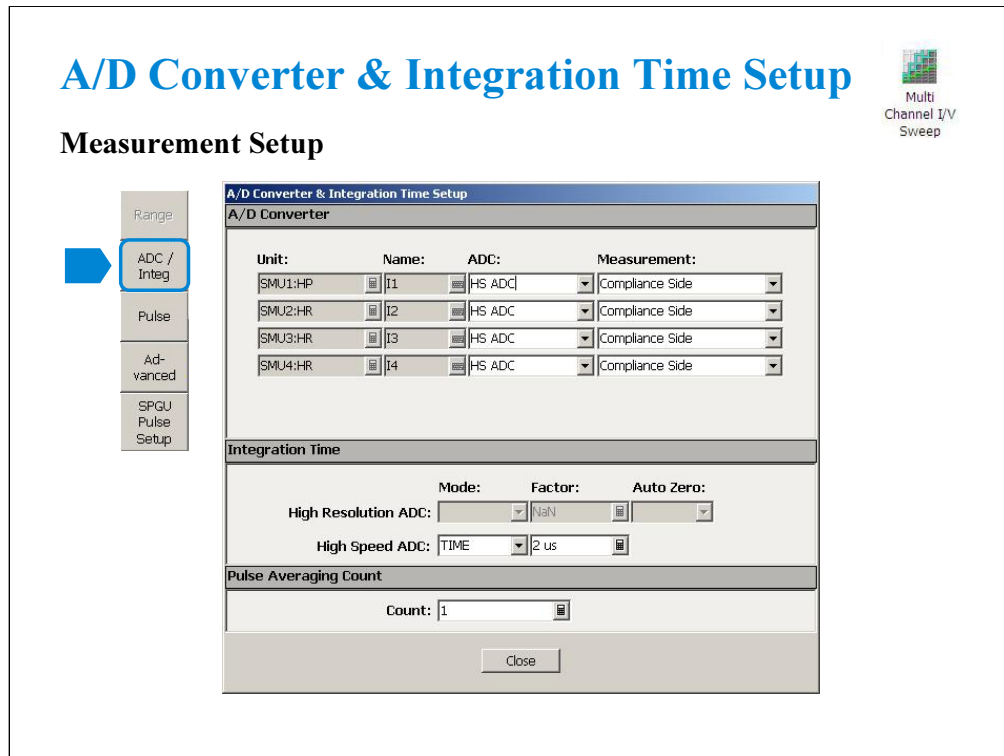 A/D Converter & Integration Time Setup
Multi
Channel I/V
Sweep
Measurement Setup
Range
ADC /
Integ
Pulse
Ad-
vanced
SPGU
Pulse
Setup
A/D Converter & Integration Time Setup
A/D Converter
Unit: Name: ADC: Measurement:
SMU1:HP I1 HS ADC Compliance Side
SMU2:HR I2 HS ADC Compliance Side
SMU3:HR I3 HS ADC Compliance Side
SMU4:HR I4 HS ADC Compliance Side
Integration Time
Mode: Factor: Auto Zero:
High Resolution ADC: NaN
High Speed ADC: TIME 2 us
Pulse Averaging Count
Count: 1
Close